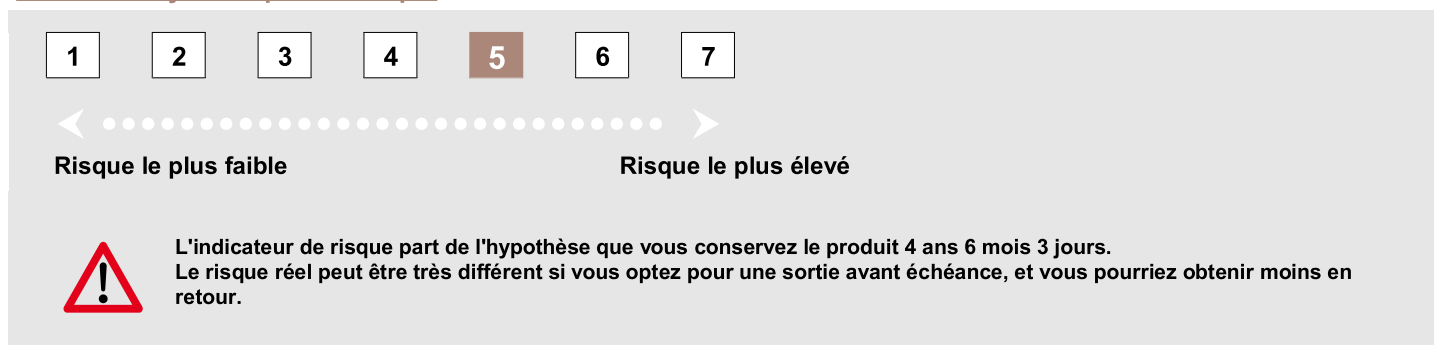 1 2 3 4 5 6 7
Risque le plus faible Risque le plus élevé
L'indicateur de risque part de l'hypothèse que vous conservez le produit 4 ans 6 mois 3 jours.
Le risque réel peut être très différent si vous optez pour une sortie avant échéance, et vous pourriez obtenir moins en
retour.